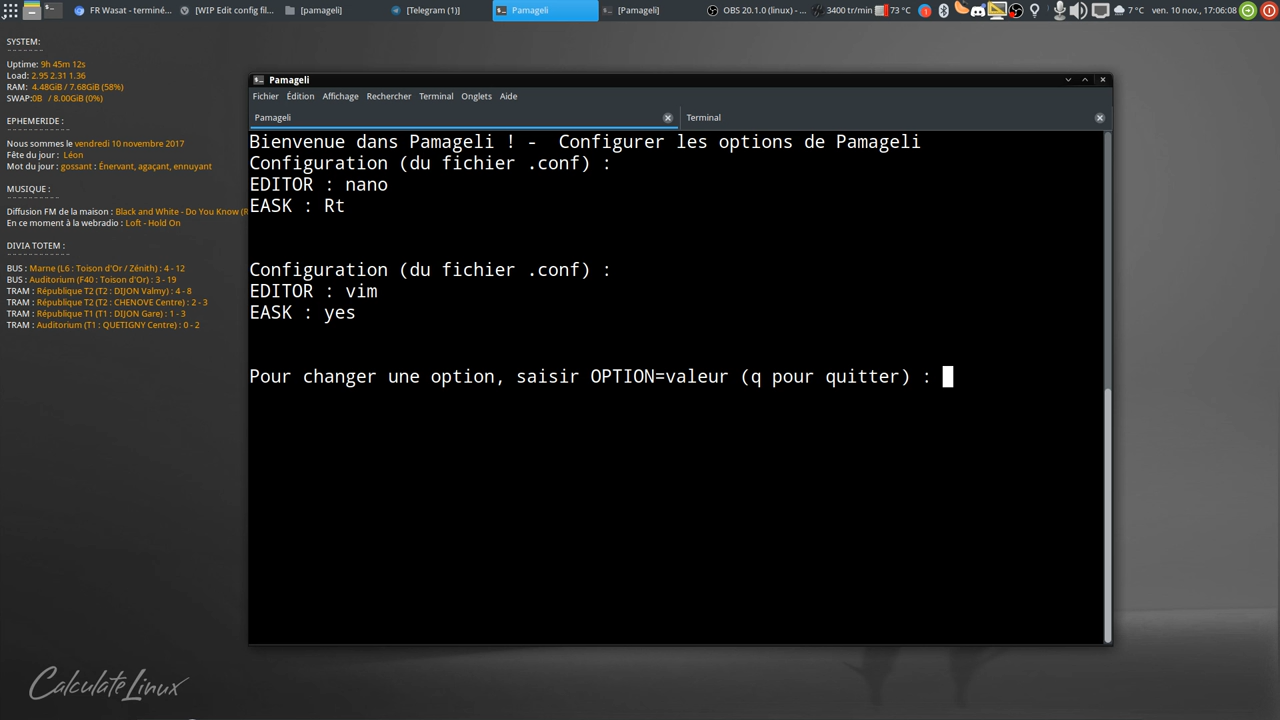 FR Wasat - terminé...
[WIP Edit config fil...
[pamageli]
[Telegram (1)]
Pamageli
[Pamageli]
OBS 20.1.0 (linux) - ...
3400 tr/min
73 °C
7 °C
ven. 10 nov., 17:06:08
SYSTEM:
Uptime: 9h 45m 12s
Load: 2.95 2.31 1.36
RAM: 4.48GiB / 7.68GiB (58%)
SWAP:0B / 8.00GiB (0%)
EPHEMERIDE :
Nous sommes le vendredi 10 novembre 2017
Fête du jour : Léon
Mot du jour : gossant : Énervant, agaçant, ennuyant
MUSIQUE :
Diffusion FM de la maison : Black and White - Do You Know (R
En ce moment à la webradio : Loft - Hold On
DIVIA TOTEM :
BUS : Marne (L6 : Toison d'Or / Zénith) : 4 - 12
BUS : Auditorium (F40 : Toison d'Or) : 3 - 19
TRAM : République T2 (T2 : DIJON Valmy) : 4 - 8
TRAM : République T2 (T2 : CHENOVE Centre) : 2 - 3
TRAM : République T1 (T1 : DIJON Gare) : 1 - 3
TRAM : Auditorium (T1 : QUETIGNY Centre) : 0 - 2
Pamageli
Fichier Édition Affichage Rechercher Terminal Onglets Aide
Pamageli
Terminal
Bienvenue dans Pamageli ! -  Configurer les options de Pamageli
Configuration (du fichier .conf) :
EDITOR : nano
EASK : Rt
Configuration (du fichier .conf) :
EDITOR : vim
EASK : yes
Pour changer une option, saisir OPTION=valeur (q pour quitter) :
Calculate Linux